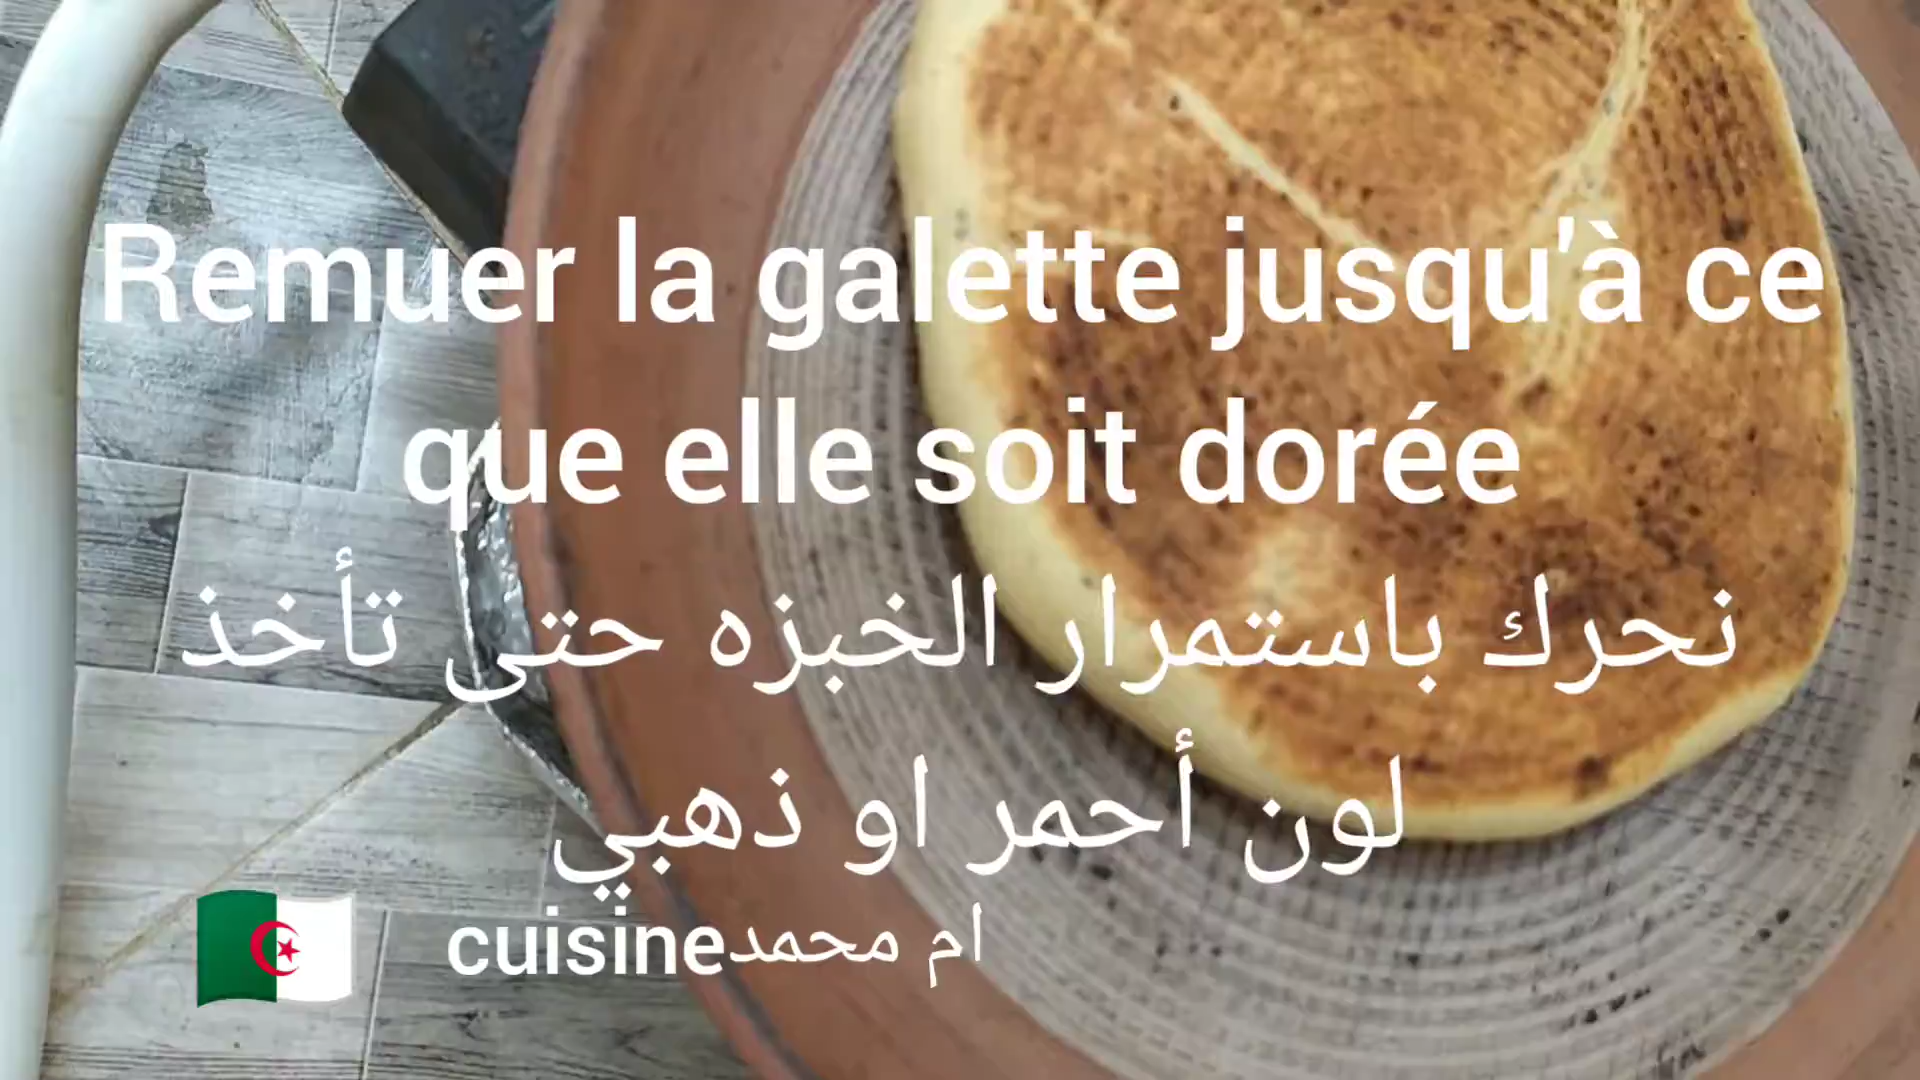 Remuer la galette jusqu'à ce
que elle soit dorée
نحرك باستمرار الخبزه حتى تأخذ
لون أحمر او ذهبي
cuisineام محمد